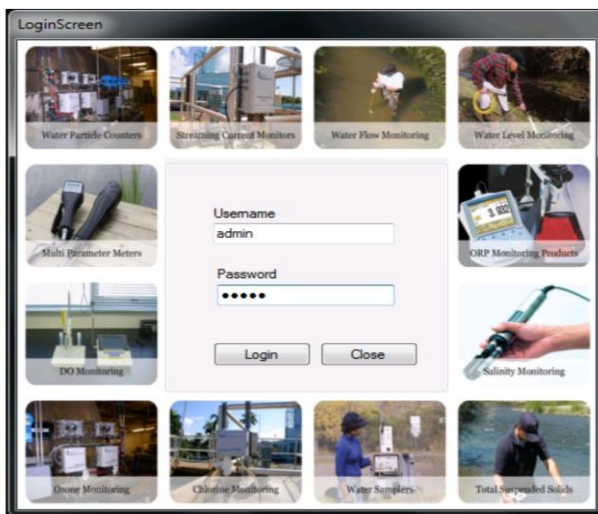 LoginScreen
Water Particle Counters
Streaming Current Monitors
Water Flow Monitoring
Water Level Monitoring
Multi Parameter Meters
Username
admin
Password
●●●●●
Login
Close
ORP Monitoring Products
DO Monitoring
Salinity Monitoring
Ozone Monitoring
Chlorine Monitoring
Water Samplers
Total Suspended Solids